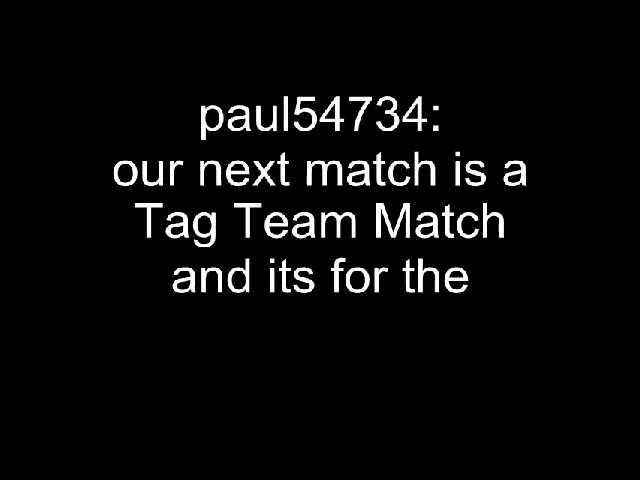 paul54734:
our next match is a
Tag Team Match
and its for the